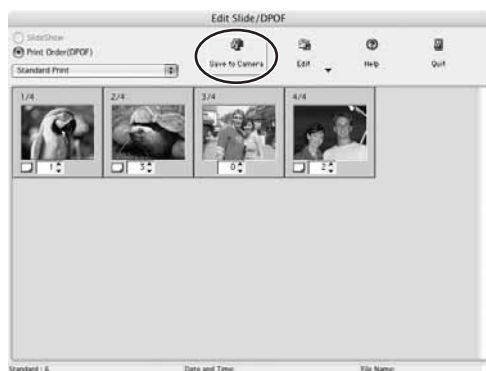 Edit Slide/DPOF
SlideShow
Print Order(DPOF)
Standard Print
Save to Camera
Edit
Help
Quit
1/4
2/4
3/4
4/4
1
3
0
2
Standard : 6
Date and Time:
File Name: